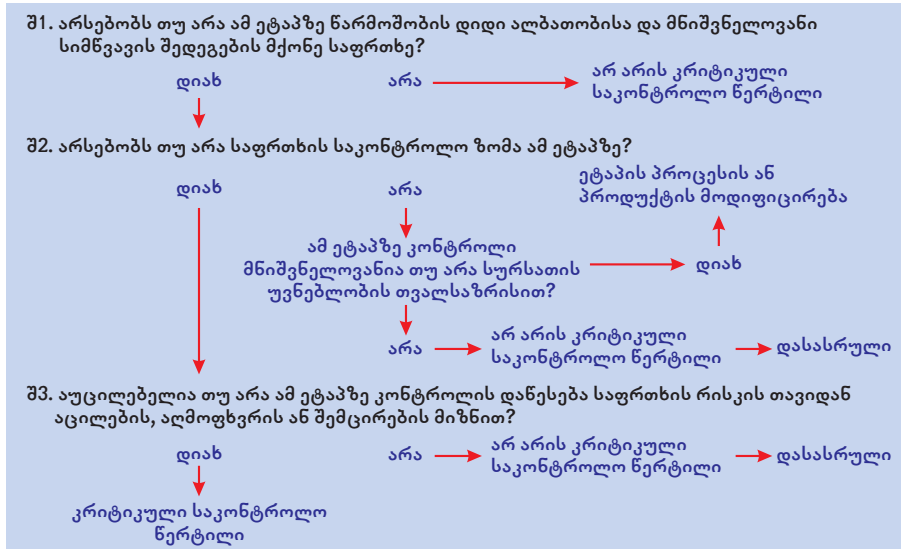 შ1. არსებობს თუ არა ამ ეტაპზე წარმოშობის დიდი ალბათობისა და მნიშვნელოვანი
სიმწვავის შედეგების მქონე საფრთხე?
დიახ
არა
არ არის კრიტიკული
საკონტროლო წერტილი
შ2. არსებობს თუ არა საფრთხის საკონტროლო ზომა ამ ეტაპზე?
დიახ
არა
ეტაპის პროცესის ან
პროდუქტის მოდიფიცირება
ამ ეტაპზე კონტროლი
მნიშვნელოვანია თუ არა სურსათის
უვნებლობის თვალსაზრისით?
დიახ
არა
არ არის კრიტიკული
საკონტროლო წერტილი
დასასრული
შ3. აუცილებელია თუ არა ამ ეტაპზე კონტროლის დაწესება საფრთხის რისკის თავიდან
აცილების, აღმოფხვრის ან შემცირების მიზნით?
დიახ
არა
არ არის კრიტიკული
საკონტროლო წერტილი
დასასრული
კრიტიკული საკონტროლო
წერტილი